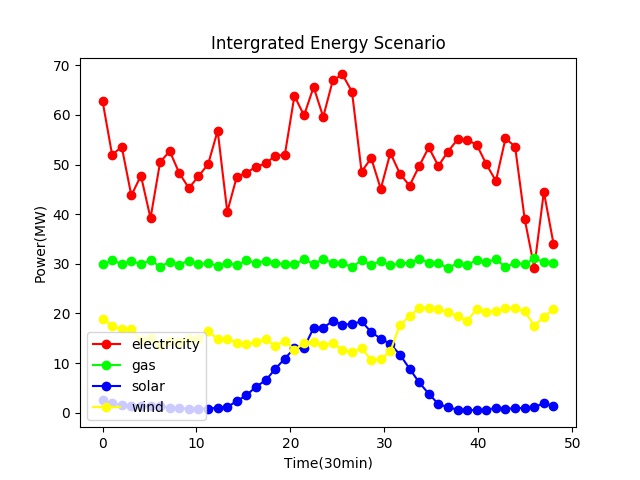 Intergrated Energy Scenario
Power(MW)
70
60
50
40
30
20
10
0
electricity
gas
solar
wind
0 10 20 30 40 50
Time(30min)